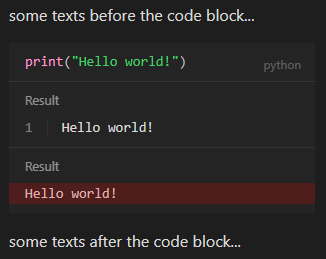 some texts before the code block...
print("Hello world!")
python
Result
1 Hello world!
Result
Hello world!
some texts after the code block...